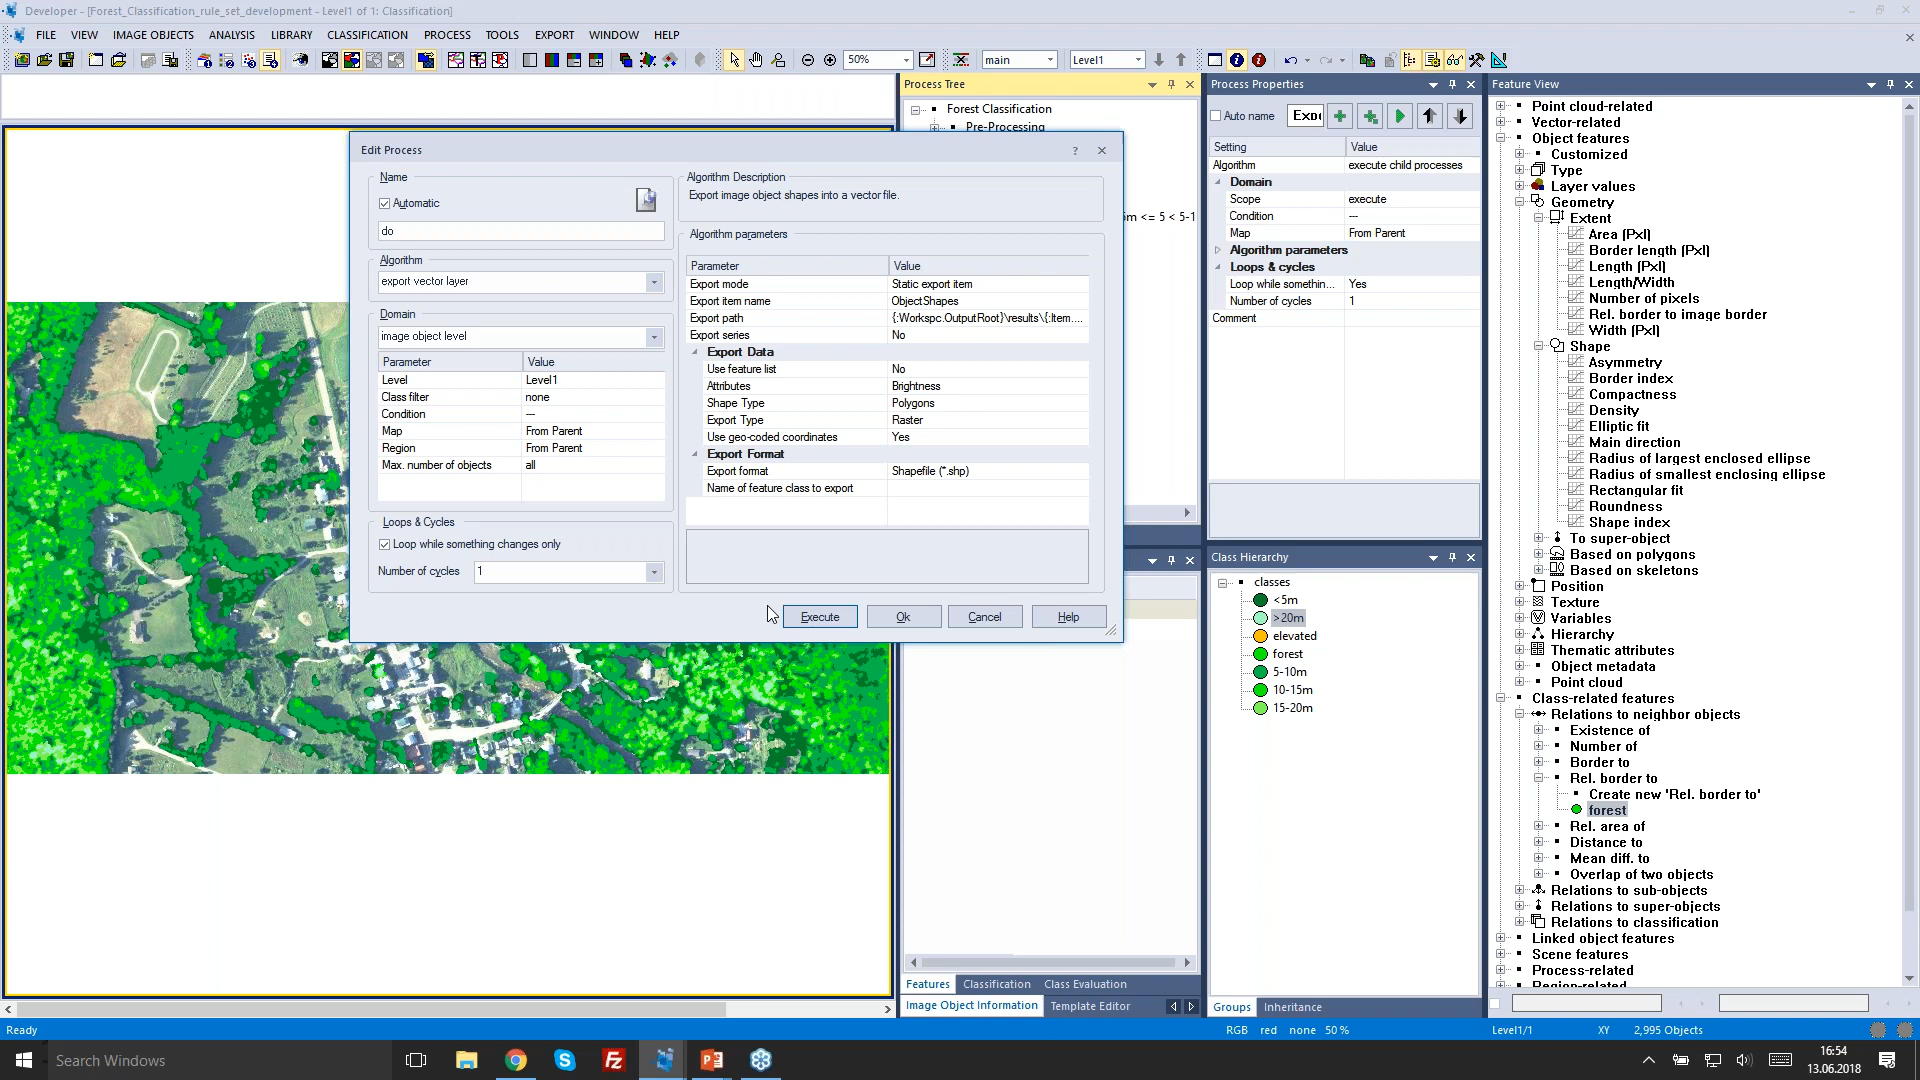 Developer - [Forest_Classification_rule_set_development - Level1 of 1: Classification]
FILE VIEW IMAGE OBJECTS ANALYSIS LIBRARY CLASSIFICATION PROCESS TOOLS EXPORT WINDOW HELP
50% main Level1
Process Tree
Forest Classification
Pre-Processing
5m <= 5 < 5-1
Edit Process
?
Name
Automatic
do
Algorithm
export vector layer
Domain
image object level
Parameter Value
Level Level1
Class filter none
Condition ---
Map From Parent
Region From Parent
Max. number of objects all
Loops & Cycles
Loop while something changes only
Number of cycles 1
Algorithm Description
Export image object shapes into a vector file.
Algorithm parameters
Parameter Value
Export mode Static export item
Export item name ObjectShapes
Export path {:Workspc.OutputRoot}\results\{:Item....
Export series No
Export Data
Use feature list No
Attributes Brightness
Shape Type Polygons
Export Type Raster
Use geo-coded coordinates Yes
Export Format
Export format Shapefile (*.shp)
Name of feature class to export
Execute Ok Cancel Help
Features Classification Class Evaluation
Image Object Information Template Editor
Process Properties
Auto name
Setting Value
Algorithm execute child processes
Domain
Scope execute
Condition ---
Map From Parent
Algorithm parameters
Loops & cycles
Loop while somethin... Yes
Number of cycles 1
Comment
Class Hierarchy
classes
<5m
>20m
elevated
forest
5-10m
10-15m
15-20m
Groups Inheritance
Feature View
Point cloud-related
Vector-related
Object features
Customized
Type
Layer values
Geometry
Extent
Area (Pxl)
Border length (Pxl)
Length (Pxl)
Length/Width
Number of pixels
Rel. border to image border
Width (Pxl)
Shape
Asymmetry
Border index
Compactness
Density
Elliptic fit
Main direction
Radius of largest enclosed ellipse
Radius of smallest enclosing ellipse
Rectangular fit
Roundness
Shape index
To super-object
Based on polygons
Based on skeletons
Position
Texture
Variables
Hierarchy
Thematic attributes
Object metadata
Point cloud
Class-related features
Relations to neighbor objects
Existence of
Number of
Border to
Rel. border to
Create new 'Rel. border to'
forest
Rel. area of
Distance to
Mean diff. to
Overlap of two objects
Relations to sub-objects
Relations to super-objects
Relations to classification
Linked object features
Scene features
Process-related
Region-related
Ready RGB red none 50 % Level1/1 XY 2,995 Objects
Search Windows
16:54
13.06.2018